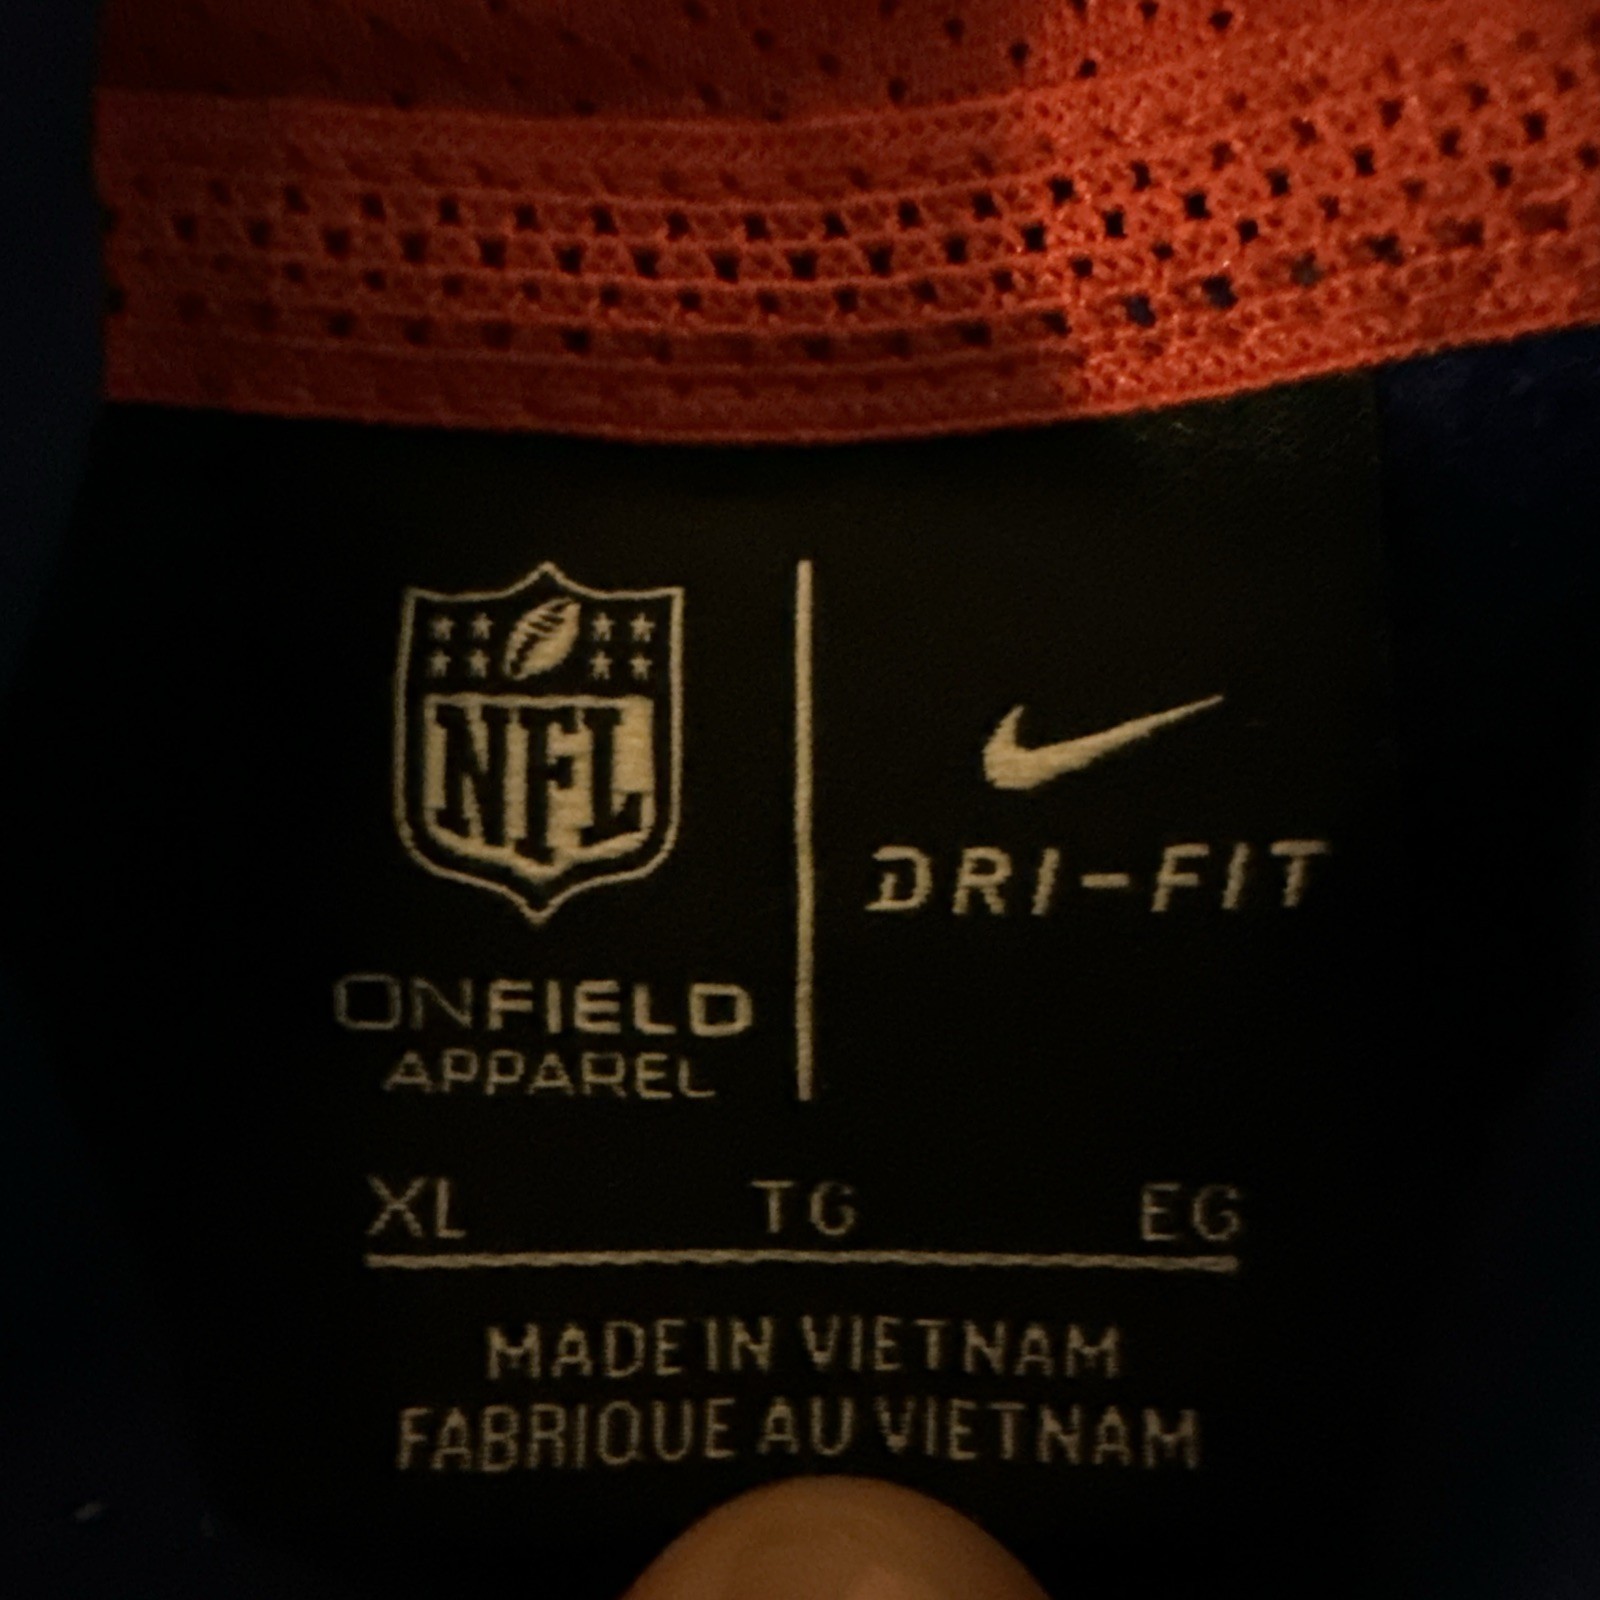 NFL
ONFIELD
APPAREL
DRI-FIT
XL TG EG
MADE IN VIETNAM
FABRIQUE AU VIETNAM